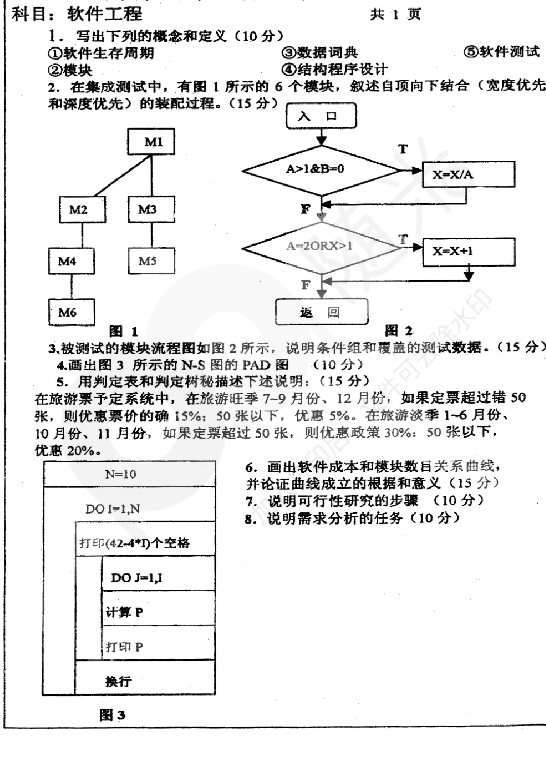 科目：软件工程
共 1 页
1．写出下列的概念和定义（10分）
①软件生存周期 ③数据词典 ⑤软件测试
②模块 ④结构程序设计
2．在集成测试中，有图 1 所示的 6 个模块，叙述自顶向下结合（宽度优先
和深度优先）的装配过程。（15 分）
M1
M2 M3
M4 M5
M6
图 1
入 口
A>1&B=0
T
X=X/A
F
A=2ORX>1
T
X=X+1
F
返 回
图 2
3.被测试的模块流程图如图 2 所示，说明条件组和覆盖的测试数据。（15 分）
4.画出图 3 所示的 N-S 图的 PAD 图 （10 分）
5．用判定表和判定树秘描述下述说明：（15 分）
在旅游票予定系统中，在旅游旺季 7~9 月份、12 月份，如果定票超过错 50
张，则优惠票价的确 15%；50 张以下，优惠 5%。在旅游淡季 1~6 月份、
10 月份、11 月份，如果定票超过 50 张，则优惠政策 30%；50 张以下，
优惠 20%。
N=10
DO I=1,N
打印(42-4*I)个空格
DO J=1,I
计算 P
打印 P
换行
图 3
6．画出软件成本和模块数目关系曲线，
并论证曲线成立的根据和意义（15 分）
7．说明可行性研究的步骤 （10 分）
8．说明需求分析的任务（10 分）